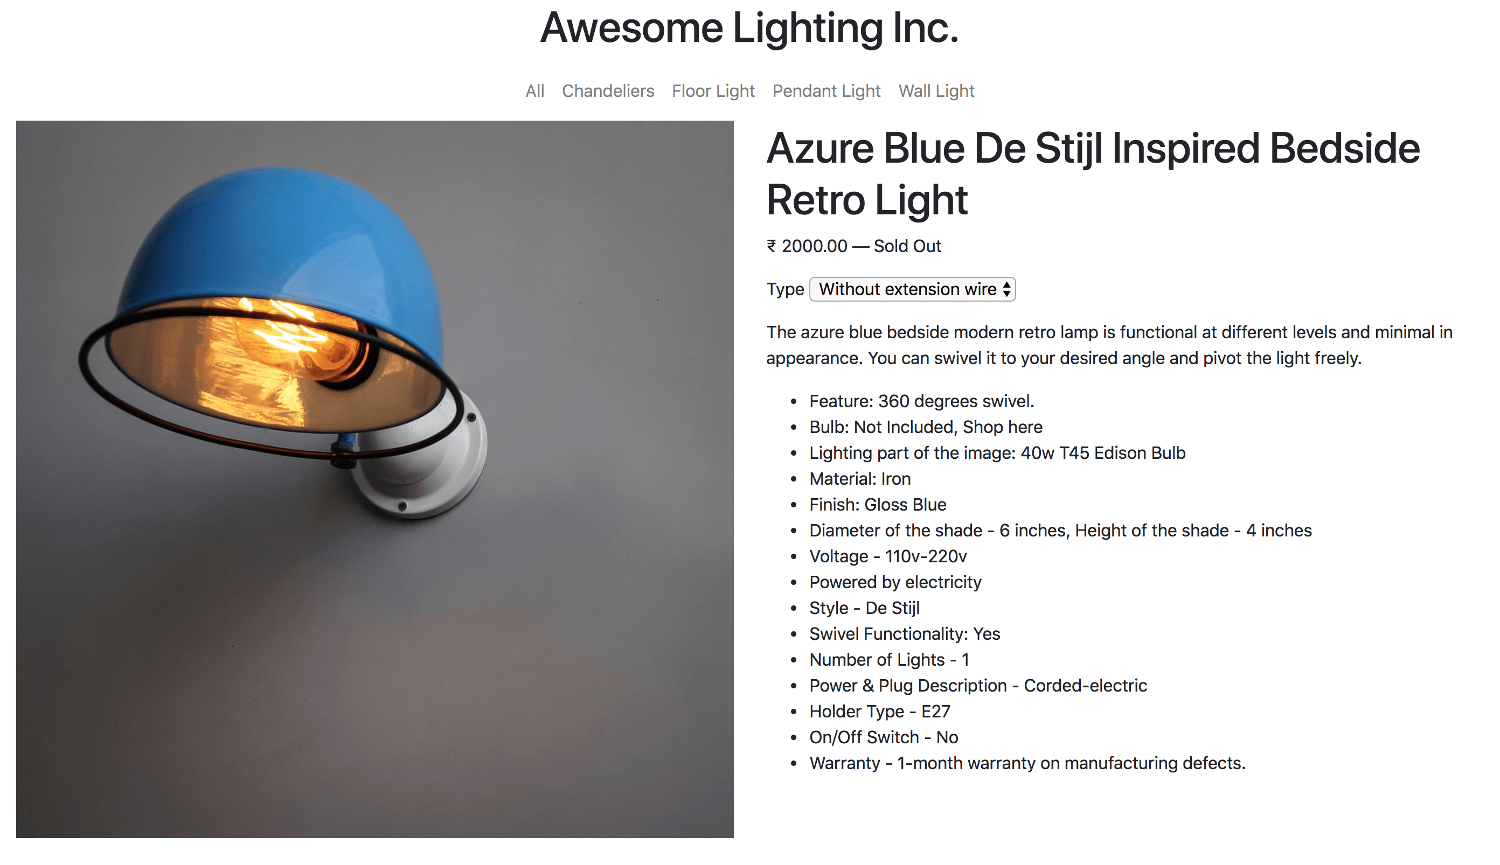 Awesome Lighting Inc.
All Chandeliers Floor Light Pendant Light Wall Light
Azure Blue De Stijl Inspired Bedside
Retro Light
₹ 2000.00 — Sold Out
Type Without extension wire
The azure blue bedside modern retro lamp is functional at different levels and minimal in
appearance. You can swivel it to your desired angle and pivot the light freely.
• Feature: 360 degrees swivel.
• Bulb: Not Included, Shop here
• Lighting part of the image: 40w T45 Edison Bulb
• Material: Iron
• Finish: Gloss Blue
• Diameter of the shade - 6 inches, Height of the shade - 4 inches
• Voltage - 110v-220v
• Powered by electricity
• Style - De Stijl
• Swivel Functionality: Yes
• Number of Lights - 1
• Power & Plug Description - Corded-electric
• Holder Type - E27
• On/Off Switch - No
• Warranty - 1-month warranty on manufacturing defects.